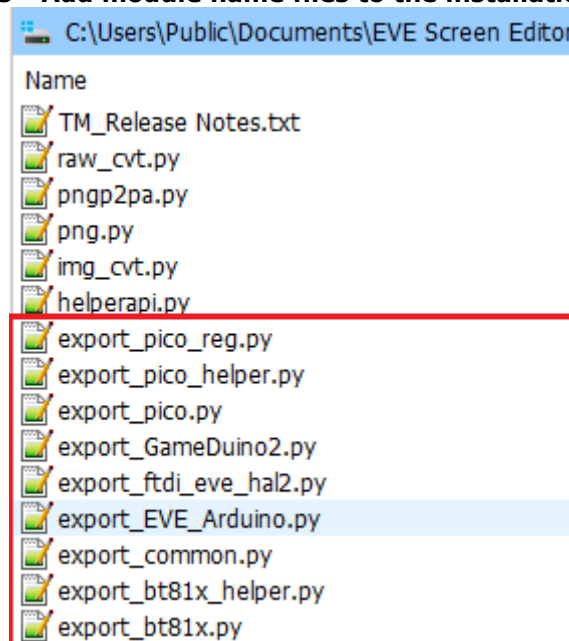 Add module name files to the installatio
C:\Users\Public\Documents\EVE Screen Editor
Name
TM_Release Notes.txt
raw_cvt.py
pngp2pa.py
png.py
img_cvt.py
helperapi.py
export_pico_reg.py
export_pico_helper.py
export_pico.py
export_GameDuino2.py
export_ftdi_eve_hal2.py
export_EVE_Arduino.py
export_common.py
export_bt81x_helper.py
export_bt81x.py